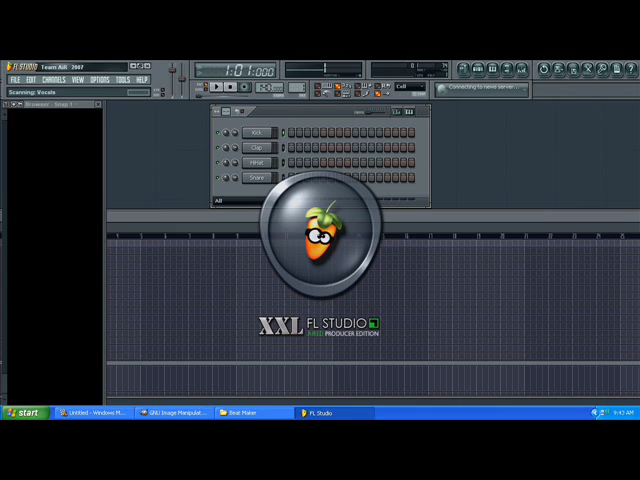 FL STUDIO Team AiR 2007
FILE EDIT CHANNELS VIEW OPTIONS TOOLS HELP
Scanning: Vocals
1:01:000
Connecting to news server...
Browser - Snap 1
Kick
Clap
HiHat
Snare
All
XXL FL STUDIO
PRODUCER EDITION
start
Untitled - Windows M...
GNU Image Manipulat...
Beat Maker
FL Studio
9:43 AM